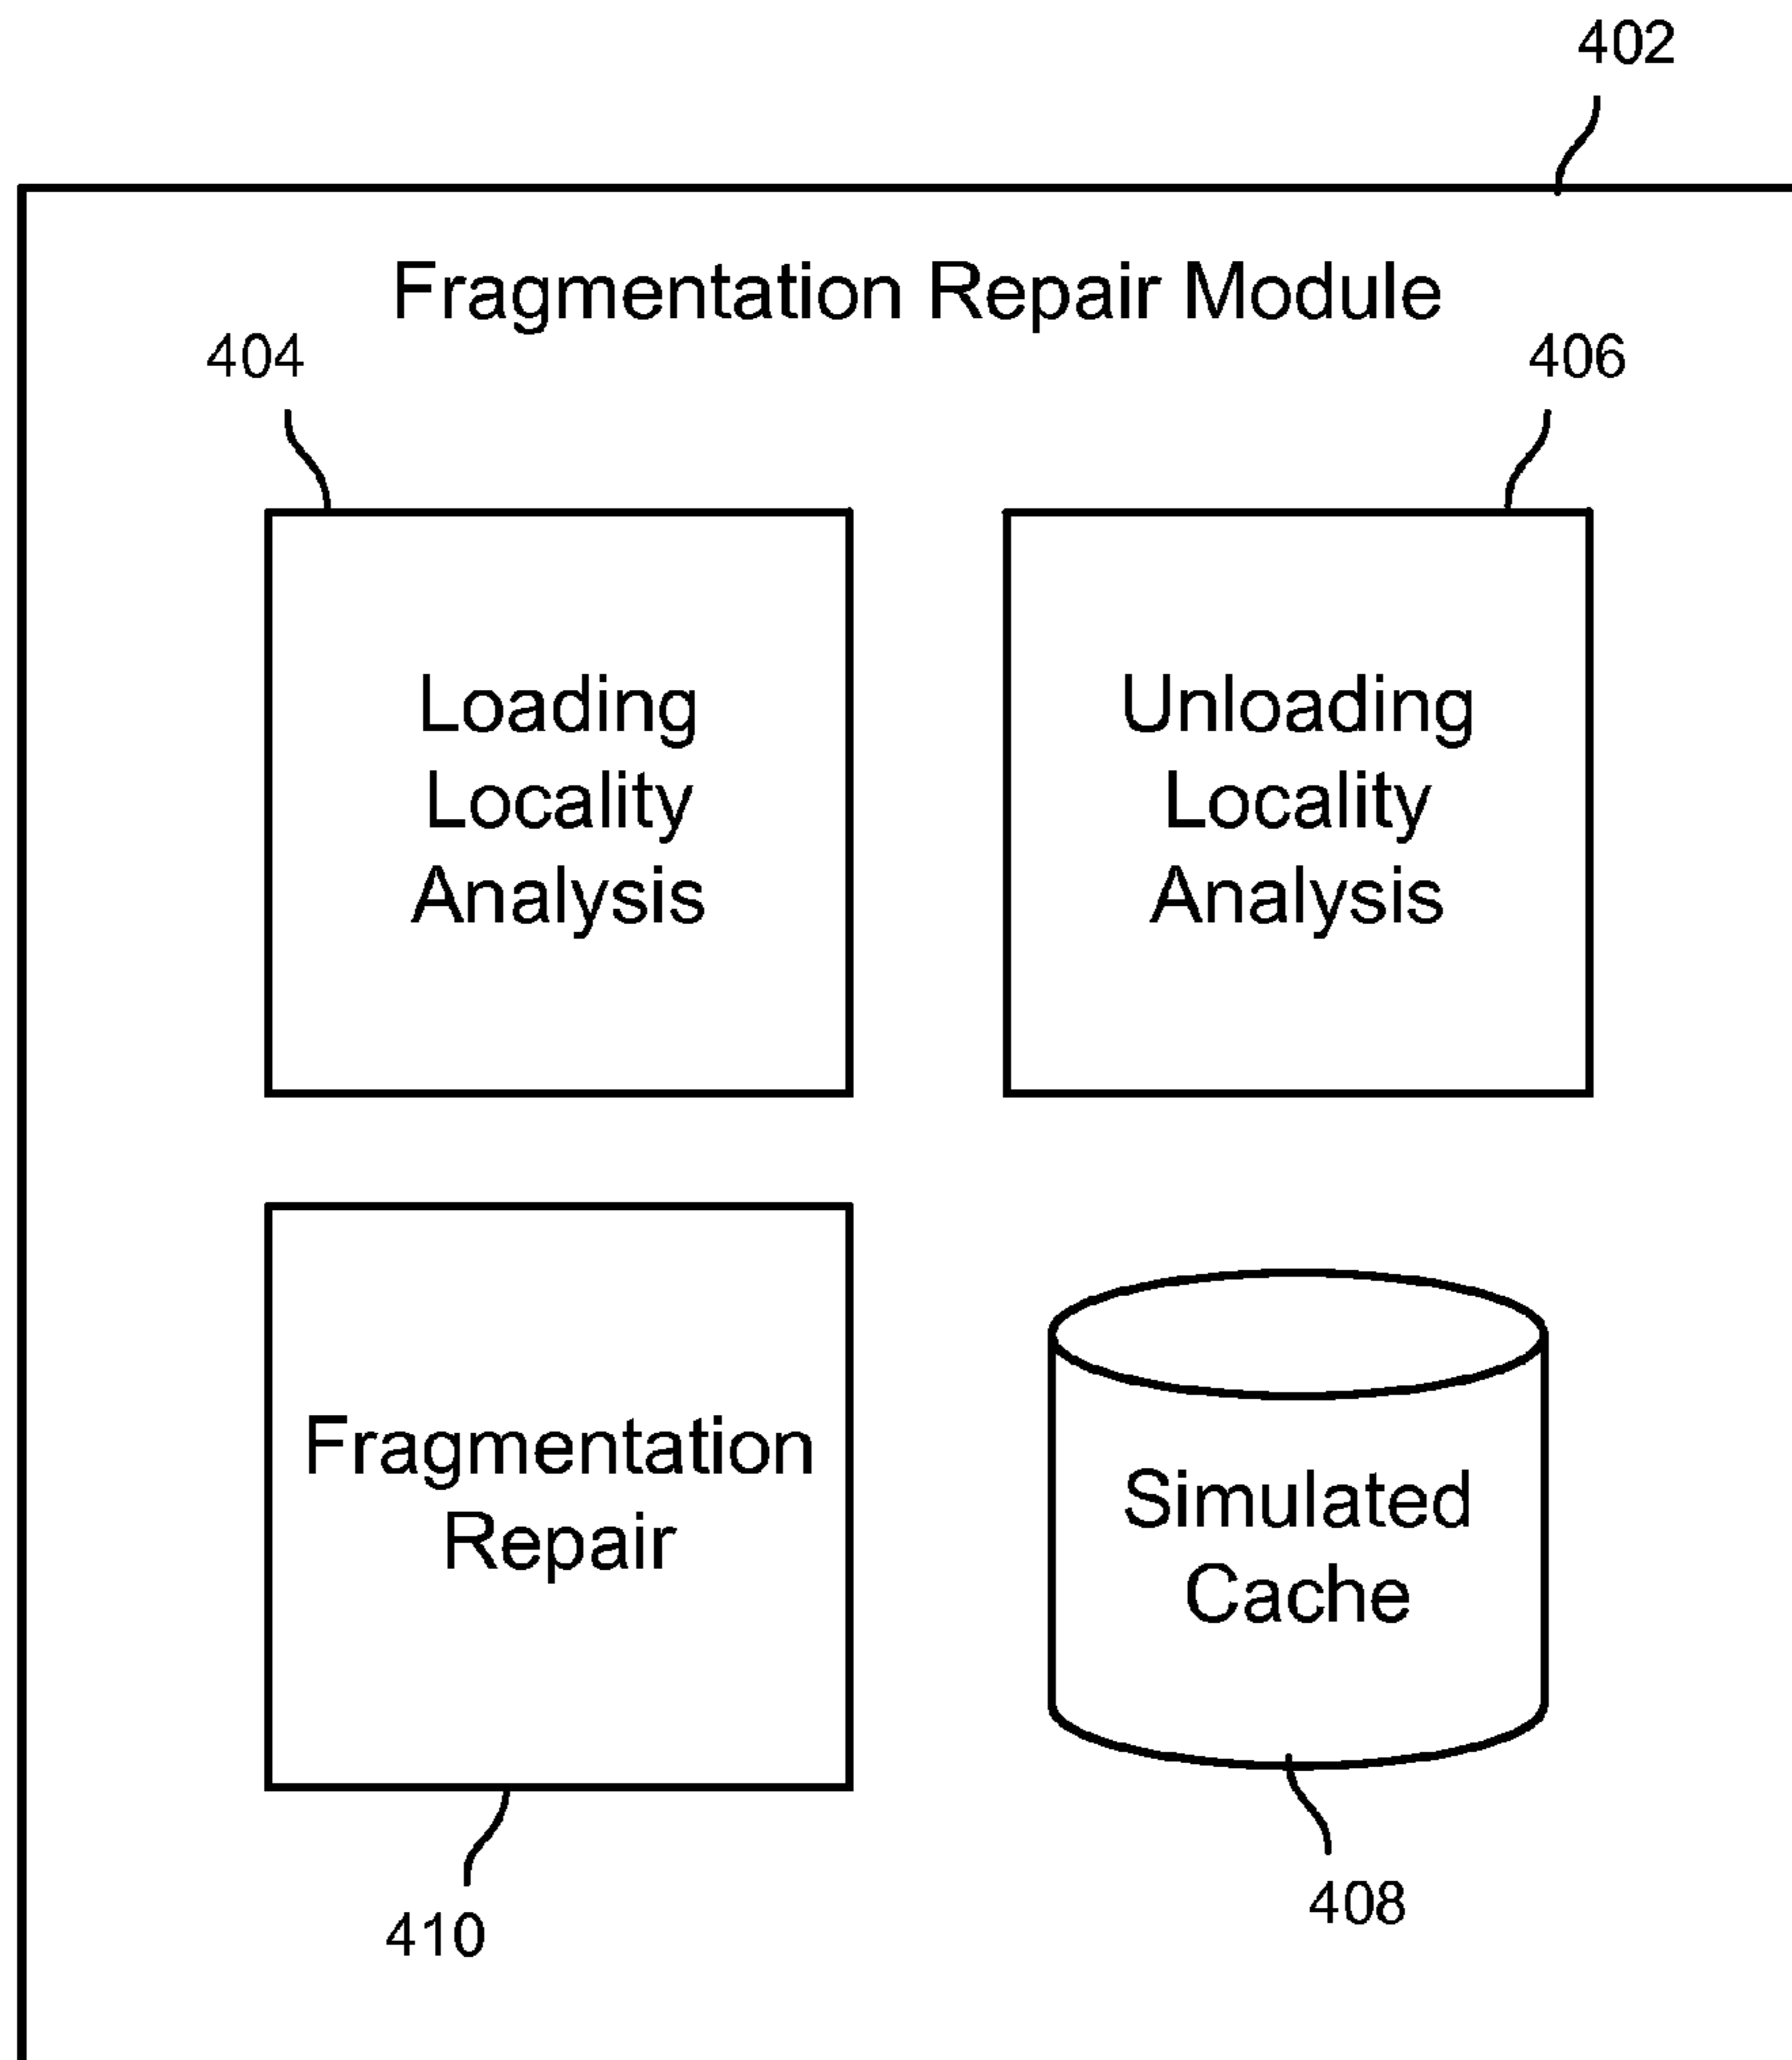 402
Fragmentation Repair Module
404
406
Loading
Locality
Analysis
Unloading
Locality
Analysis
Fragmentation
Repair
Simulated
Cache
410
408